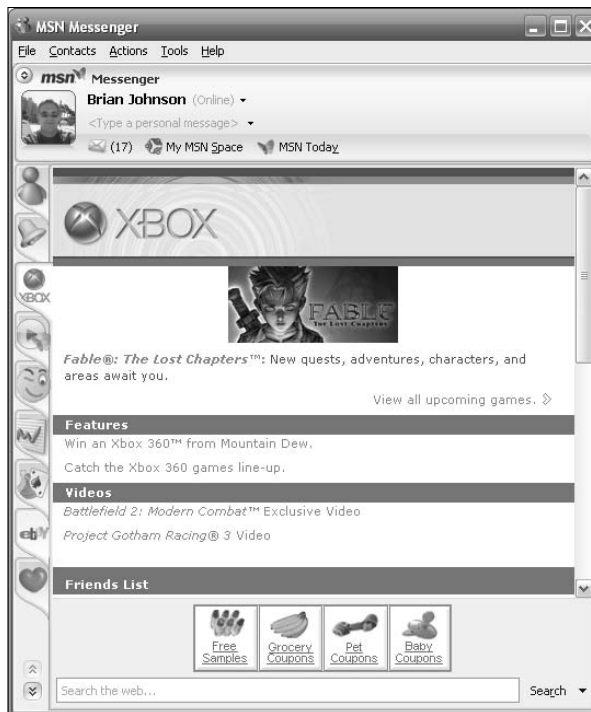 MSN Messenger
File Contacts Actions Tools Help
msn Messenger
Brian Johnson (Online)
<Type a personal message>
(17) My MSN Space MSN Today
XBOX
XBOX
FABLE
The Lost Chapters
Fable®: The Lost Chapters™: New quests, adventures, characters, and
areas await you.
View all upcoming games.
Features
Win an Xbox 360™ from Mountain Dew.
Catch the Xbox 360 games line-up.
Videos
Battlefield 2: Modern Combat™ Exclusive Video
Project Gotham Racing® 3 Video
ebY
Friends List
Free
Samples
Grocery
Coupons
Pet
Coupons
Baby
Coupons
Search the web...
Search